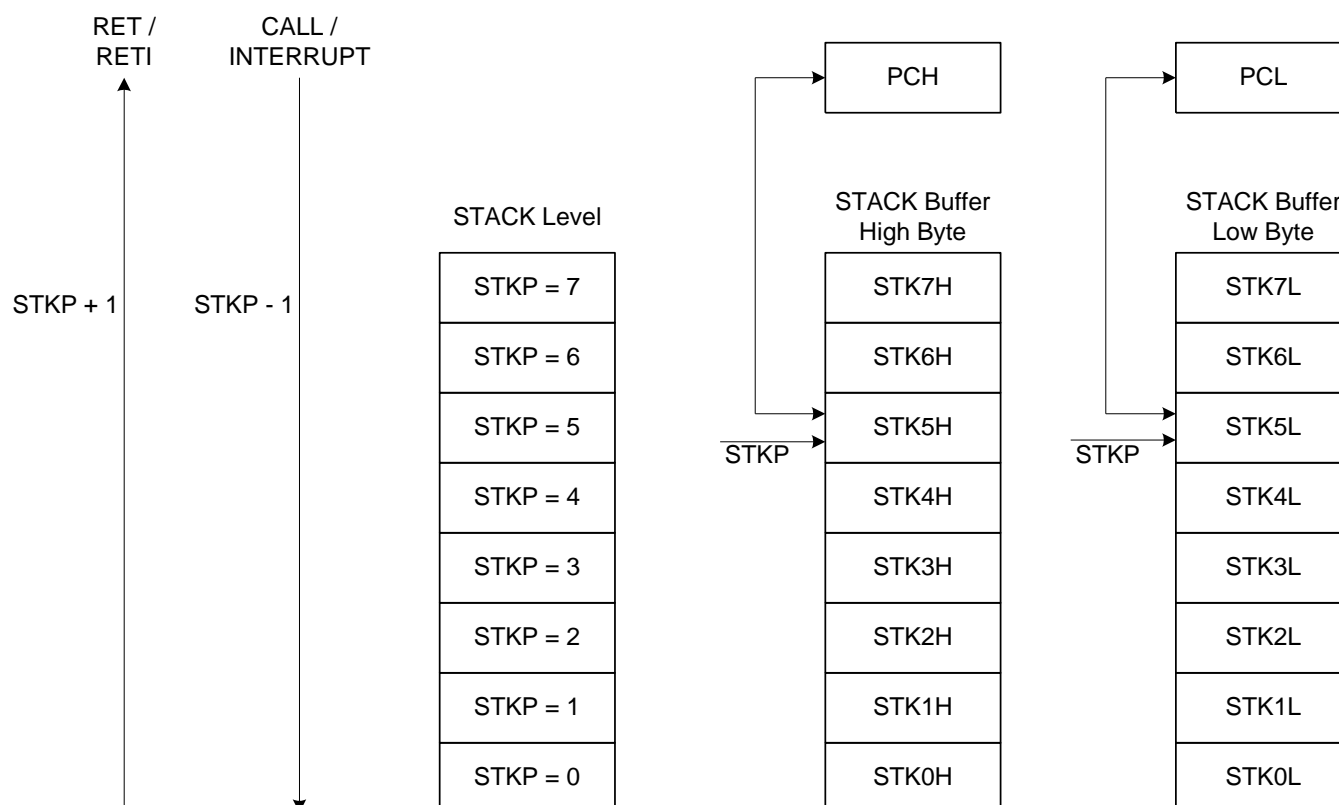 RET /
RETI
CALL /
INTERRUPT
PCH
PCL
STACK Level
STACK Buffer
High Byte
STACK Buffer
Low Byte
STKP + 1
STKP - 1
STKP = 7
STK7H
STK7L
STKP = 6
STK6H
STK6L
STKP = 5
STK5H
STK5L
STKP
STKP
STKP = 4
STK4H
STK4L
STKP = 3
STK3H
STK3L
STKP = 2
STK2H
STK2L
STKP = 1
STK1H
STK1L
STKP = 0
STK0H
STK0L